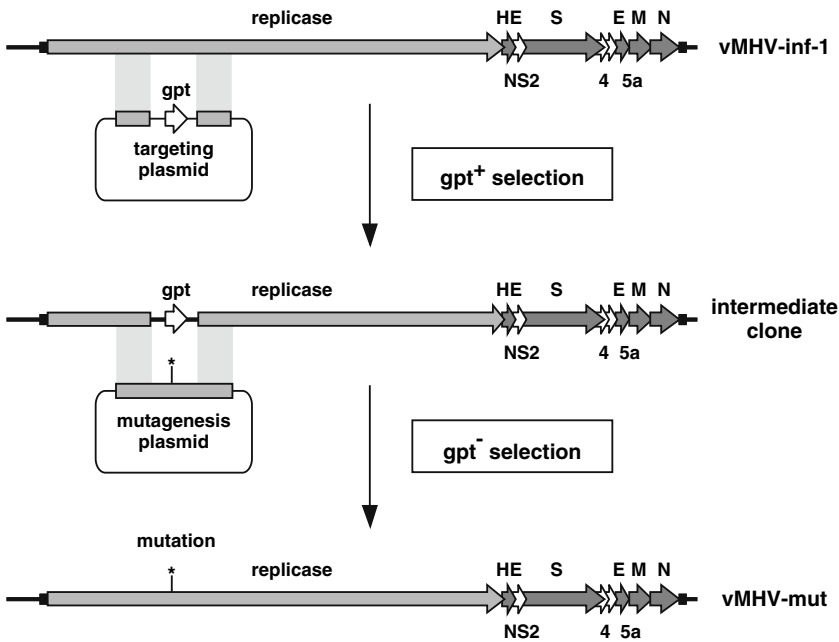 replicase HE S E M N
vMHV-inf-1
NS2 4 5a
gpt
targeting
plasmid
gpt+ selection
gpt replicase HE S E M N
intermediate
clone
NS2 4 5a
*
mutagenesis
plasmid
gpt- selection
mutation
* replicase HE S E M N
vMHV-mut
NS2 4 5a